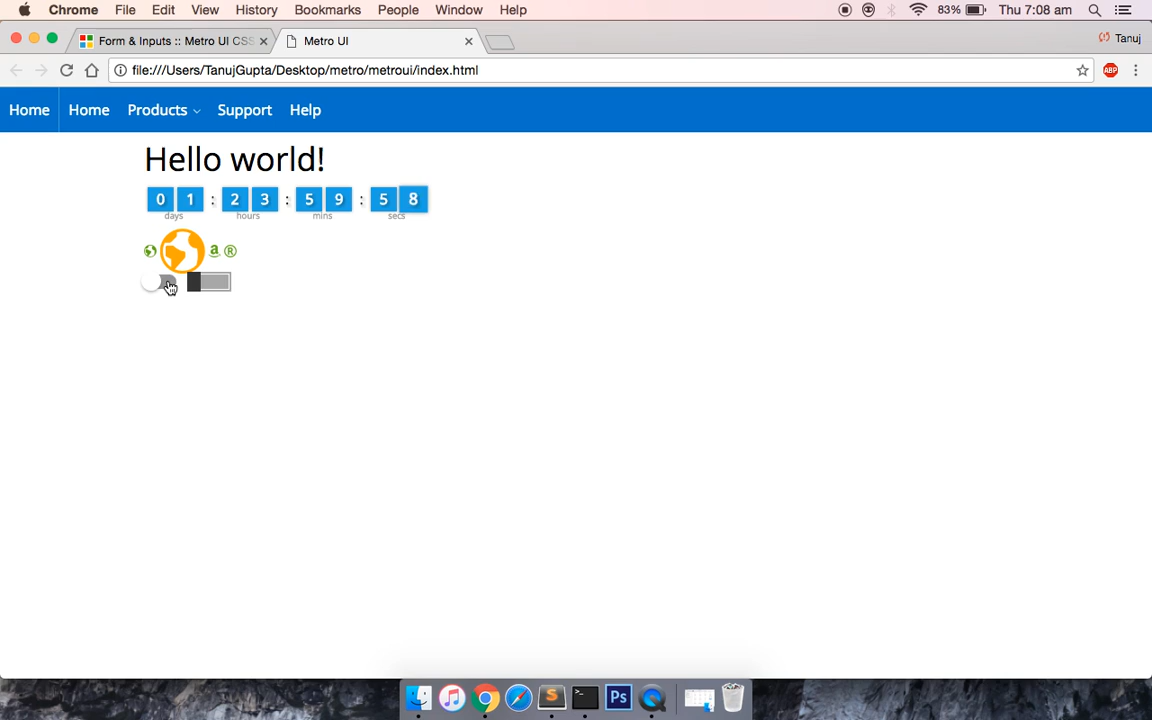 Chrome File Edit View History Bookmarks People Window Help 83% Thu 7:08 am
Form & Inputs :: Metro UI CSS Metro UI Tanuj
file:///Users/TanujGupta/Desktop/metro/metroui/index.html ABP
Home Home Products Support Help
Hello world!
0 1 : 2 3 : 5 9 : 5 8
days hours mins secs
a ®
S >_ Ps